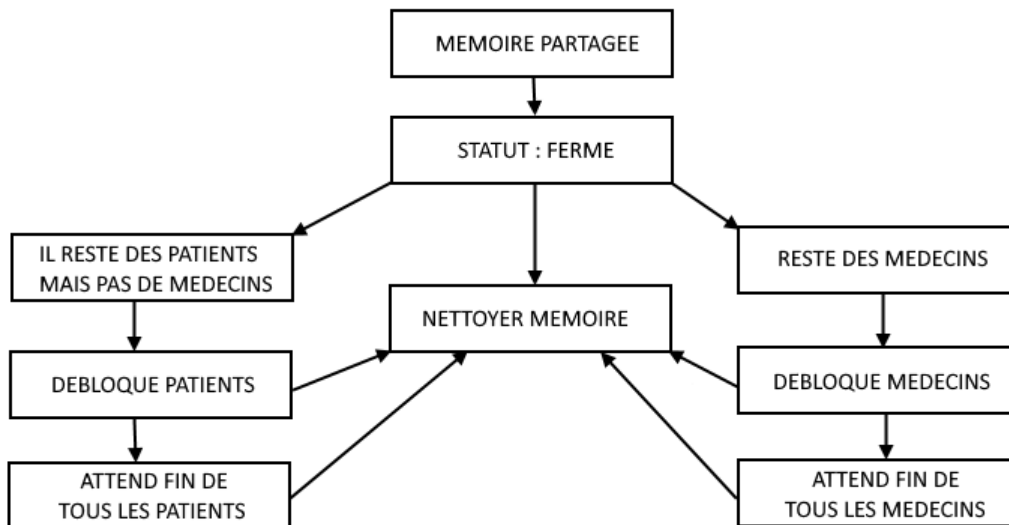 MEMOIRE PARTAGEE
STATUT : FERME
IL RESTE DES PATIENTS
MAIS PAS DE MEDECINS
RESTE DES MEDECINS
NETTOYER MEMOIRE
DEBLOQUE PATIENTS
DEBLOQUE MEDECINS
ATTEND FIN DE
TOUS LES PATIENTS
ATTEND FIN DE
TOUS LES MEDECINS